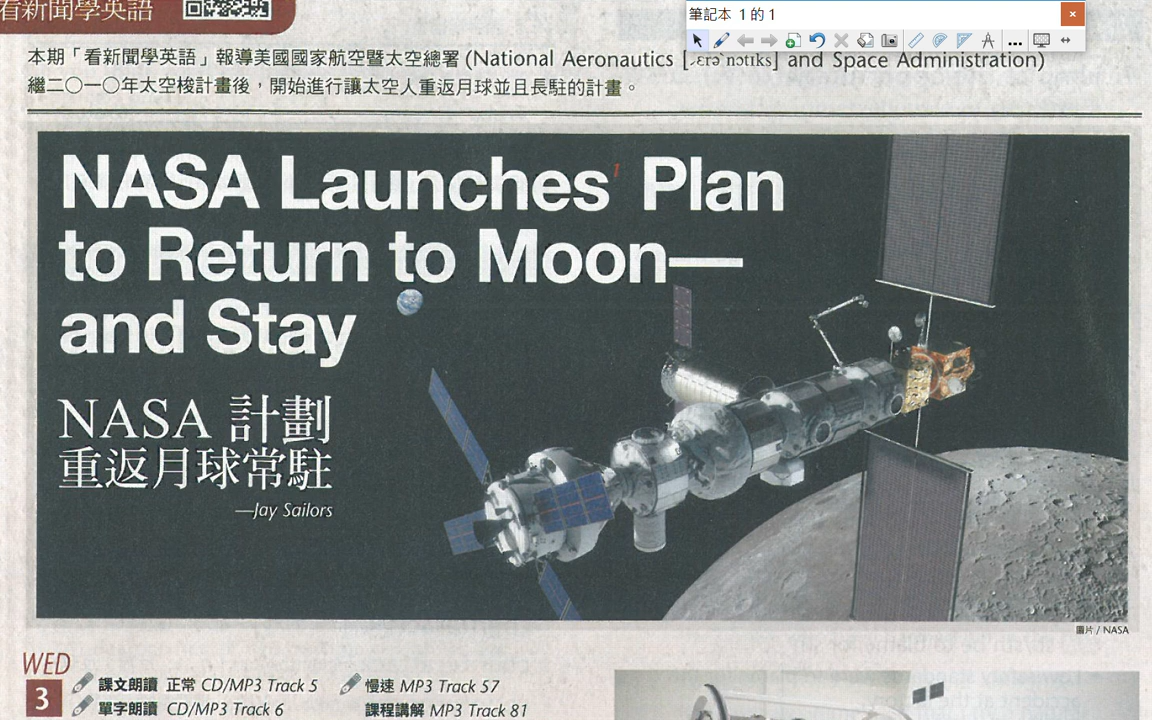 看新聞學英語
筆記本 1 的 1
本期「看新聞學英語」報導美國國家航空暨太空總署 (National Aeronautics [ˌɛrəˋnɔtɪks] and Space Administration)
繼二〇一〇年太空梭計畫後，開始進行讓太空人重返月球並且長駐的計畫。
NASA Launches¹ Plan
to Return to Moon—
and Stay
NASA 計劃
重返月球常駐
—Jay Sailors
圖片 / NASA
WED
3
課文朗讀 正常 CD/MP3 Track 5 慢速 MP3 Track 57
單字朗讀 CD/MP3 Track 6 課程講解 MP3 Track 81